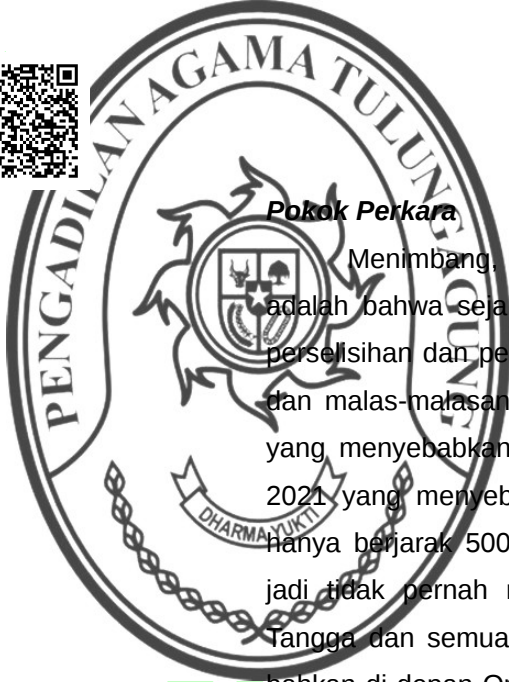 PENGADILAN AGAMA TULUNGAGUNG
Pokok Perkara
Menimbang,
adalah bahwa seja
perselisihan dan pe
dan malas-malasan
yang menyebabkan
2021 yang menyeb
hanya berjarak 500
DHARMAYUKTI
jadi tidak pernah
Tangga dan semua